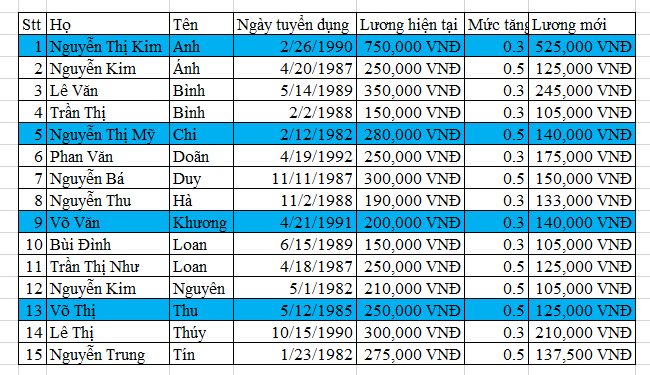 Stt Họ Tên Ngày tuyển dụng Lương hiện tại Mức tăng Lương mới
1 Nguyễn Thị Kim Anh 2/26/1990 750,000 VNĐ 0.3 525,000 VNĐ
2 Nguyễn Kim Ánh 4/20/1987 250,000 VNĐ 0.5 125,000 VNĐ
3 Lê Văn Bình 5/14/1989 350,000 VNĐ 0.3 245,000 VNĐ
4 Trần Thị Bình 2/2/1988 150,000 VNĐ 0.3 105,000 VNĐ
5 Nguyễn Thị Mỹ Chi 2/12/1982 280,000 VNĐ 0.5 140,000 VNĐ
6 Phan Văn Doãn 4/19/1992 250,000 VNĐ 0.3 175,000 VNĐ
7 Nguyễn Bá Duy 11/11/1987 300,000 VNĐ 0.5 150,000 VNĐ
8 Nguyễn Thu Hà 11/2/1988 190,000 VNĐ 0.3 133,000 VNĐ
9 Võ Văn Khương 4/21/1991 200,000 VNĐ 0.3 140,000 VNĐ
10 Bùi Đình Loan 6/15/1989 150,000 VNĐ 0.3 105,000 VNĐ
11 Trần Thị Như Loan 4/18/1987 250,000 VNĐ 0.5 125,000 VNĐ
12 Nguyễn Kim Nguyên 5/1/1982 210,000 VNĐ 0.5 105,000 VNĐ
13 Võ Thị Thu 5/12/1985 250,000 VNĐ 0.5 125,000 VNĐ
14 Lê Thị Thúy 10/15/1990 300,000 VNĐ 0.3 210,000 VNĐ
15 Nguyễn Trung Tín 1/23/1982 275,000 VNĐ 0.5 137,500 VNĐ